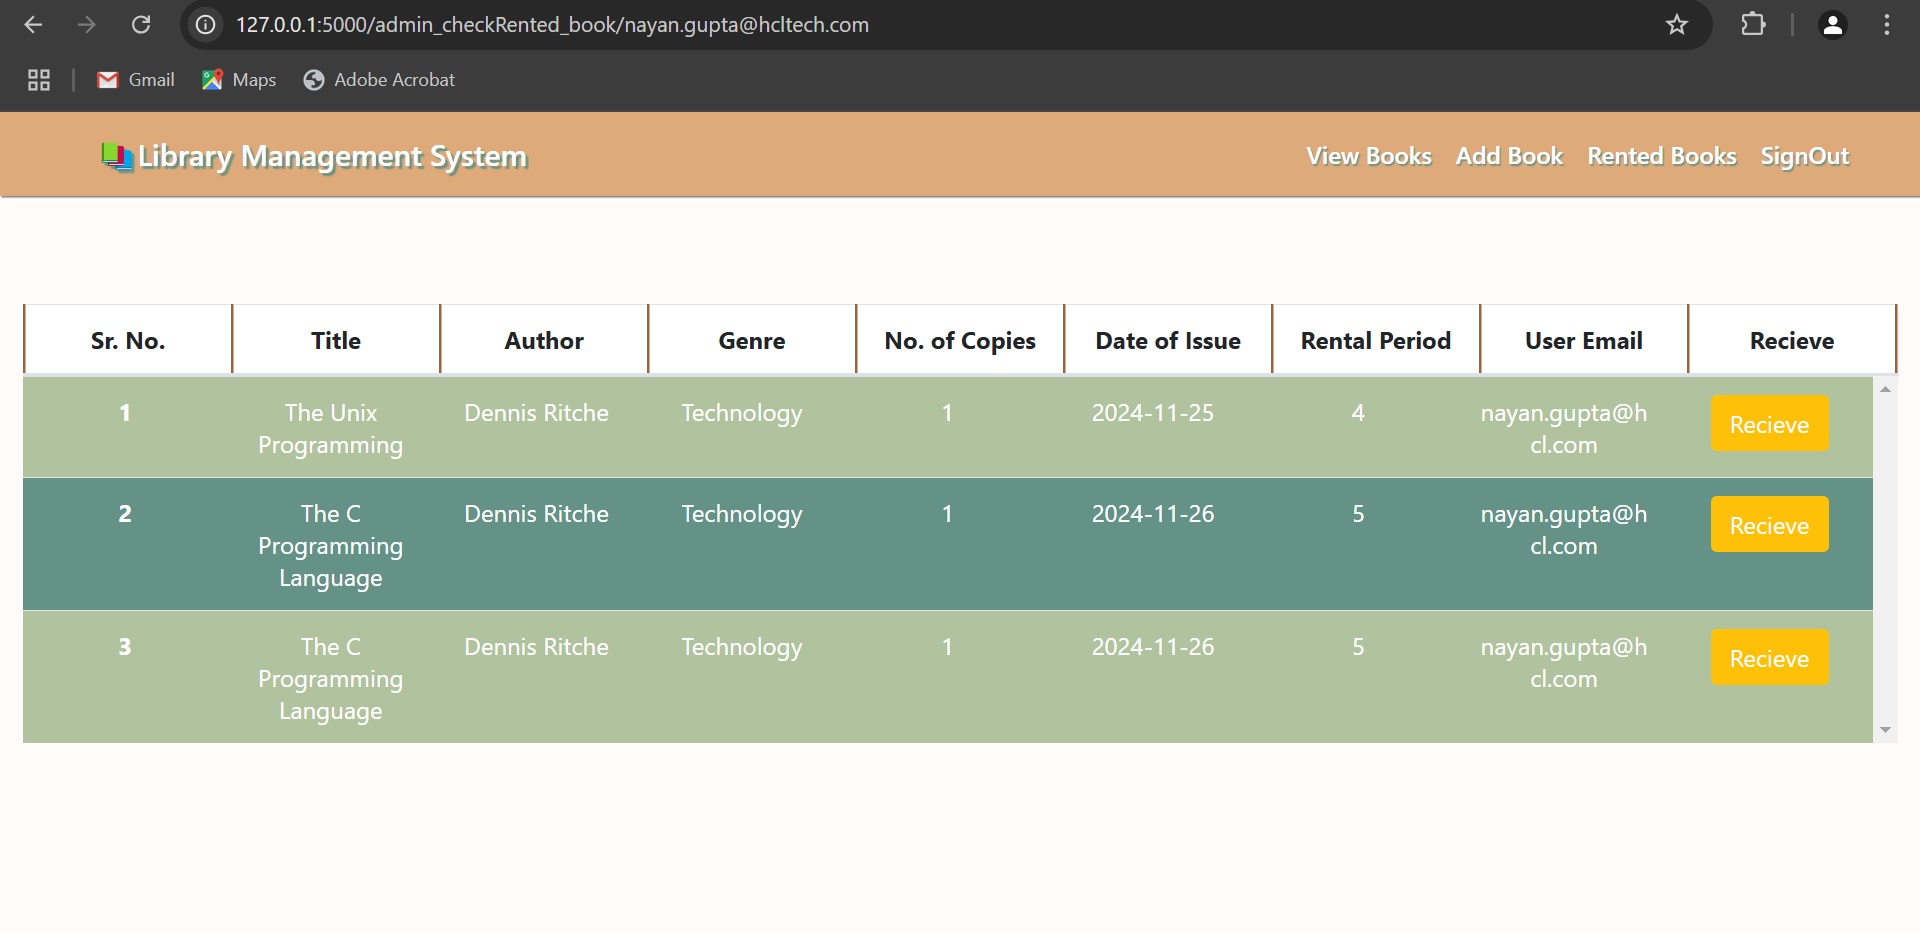 127.0.0.1:5000/admin_checkRented_book/nayan.gupta@hcltech.com
Gmail Maps Adobe Acrobat
Library Management System View Books Add Book Rented Books SignOut
Sr. No. Title Author Genre No. of Copies Date of Issue Rental Period User Email Recieve
1 The Unix Dennis Ritche Technology 1 2024-11-25 4 nayan.gupta@h Recieve
Programming cl.com
2 The C Dennis Ritche Technology 1 2024-11-26 5 nayan.gupta@h Recieve
Programming cl.com
Language
3 The C Dennis Ritche Technology 1 2024-11-26 5 nayan.gupta@h Recieve
Programming cl.com
Language